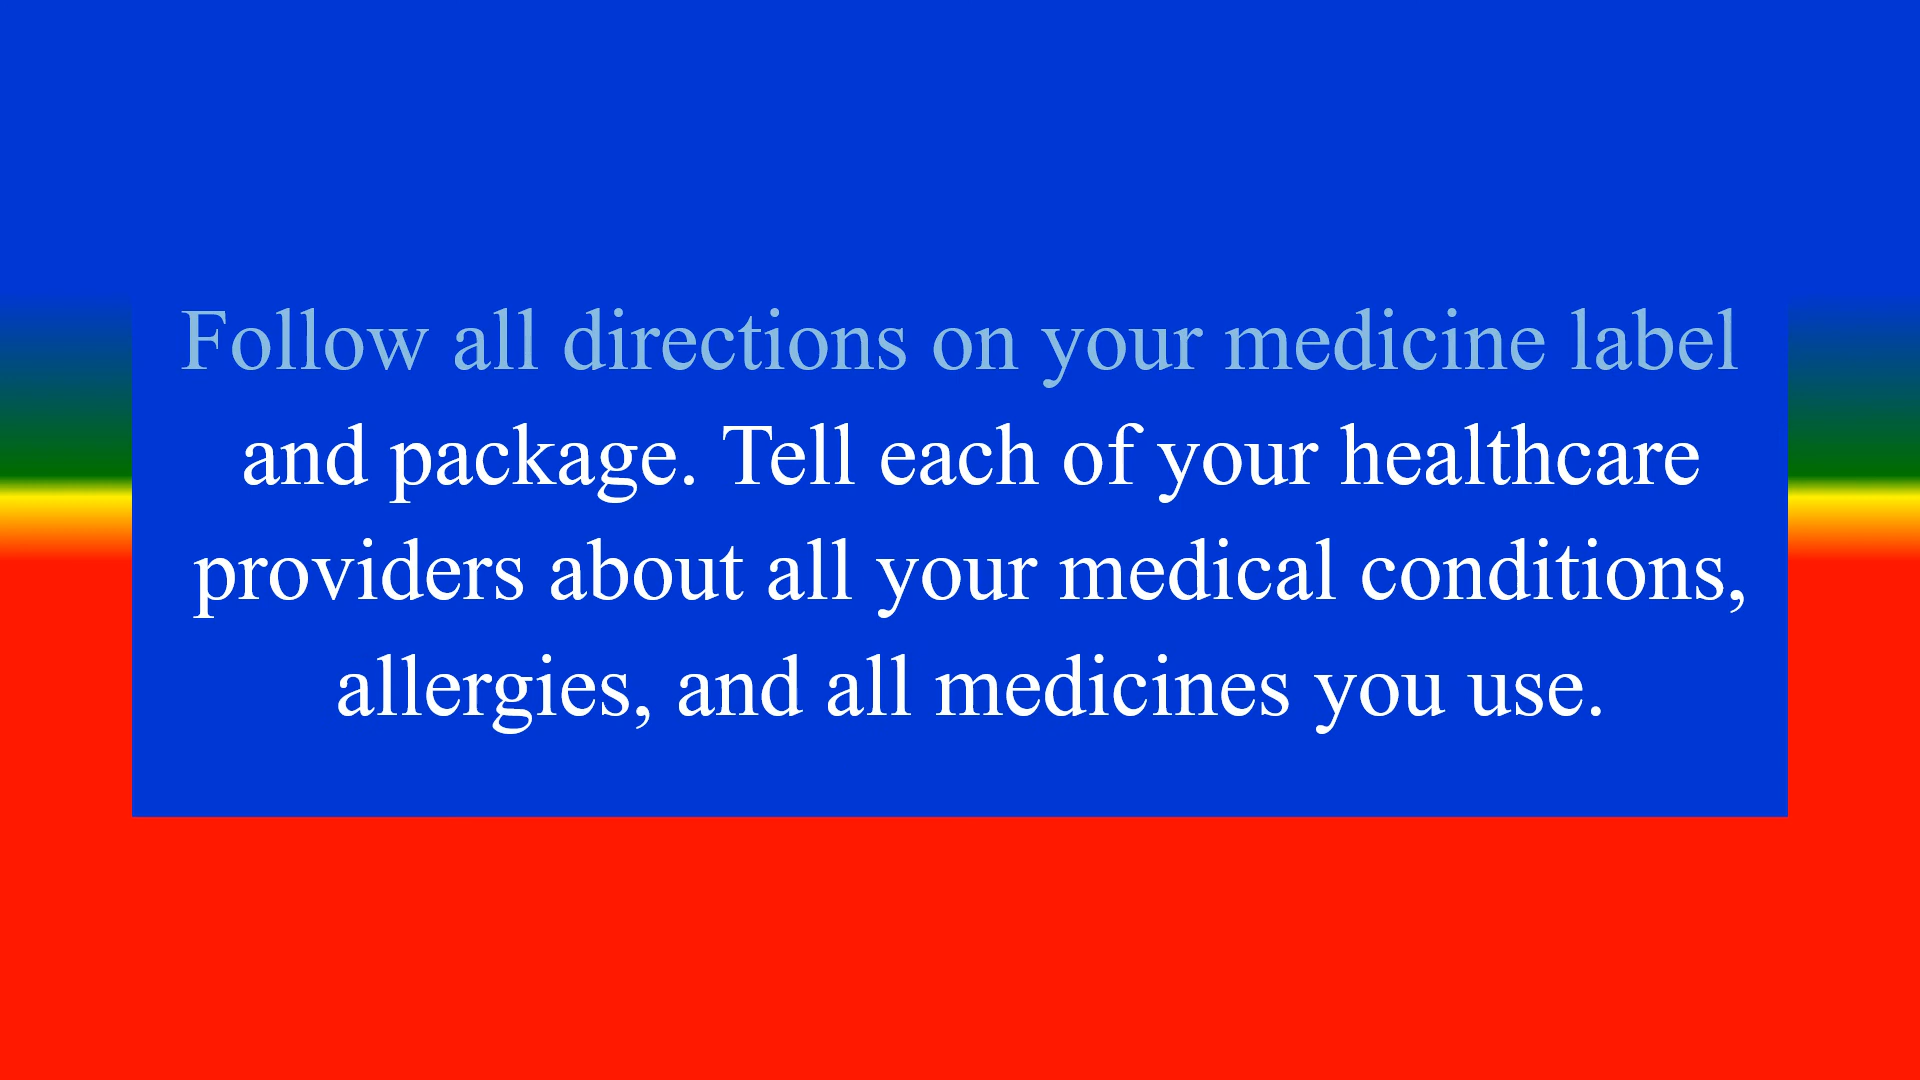 Follow all directions on your medicine label
and package. Tell each of your healthcare
providers about all your medical conditions,
allergies, and all medicines you use.